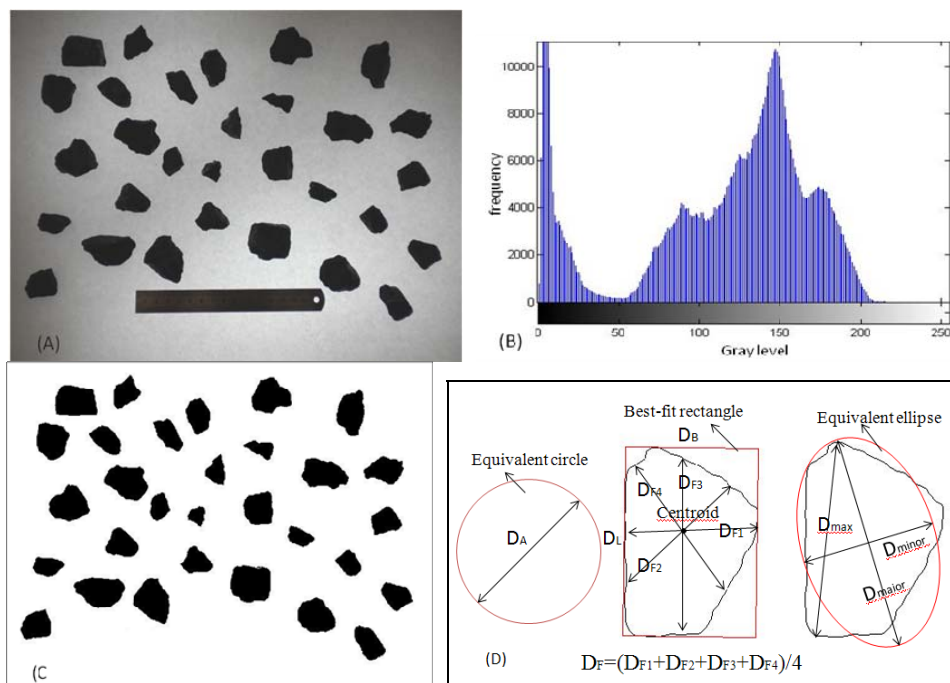 (A)
frequency
10000
8000
6000
4000
2000
0
0 50 100 150 200 250
Gray level
(B)
(C
Best-fit rectangle
Equivalent ellipse
Equivalent circle
DB
DF3
DF4
Centroid
DA
DL
DF1
DF2
Dmax
Dminor
Dmajor
(D)
DF=(DF1+DF2+DF3+DF4)/4